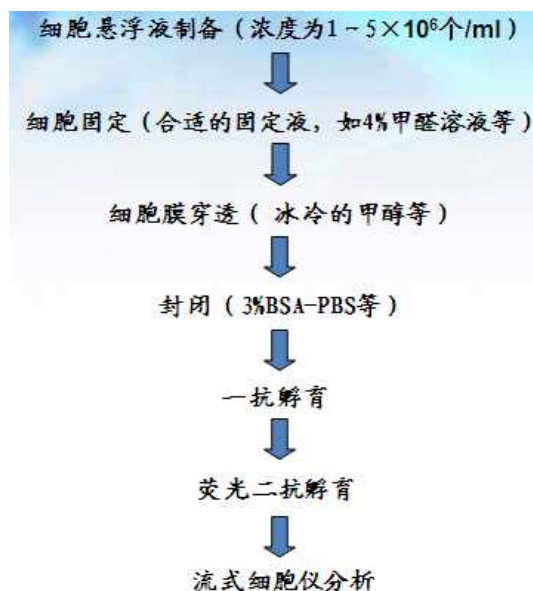 细胞悬浮液制备（浓度为1～5×10⁶个/ml）
细胞固定（合适的固定液，如4%甲醛溶液等）
细胞膜穿透（ 冰冷的甲醇等）
封闭（3%BSA-PBS等）
一抗孵育
荧光二抗孵育
流式细胞仪分析